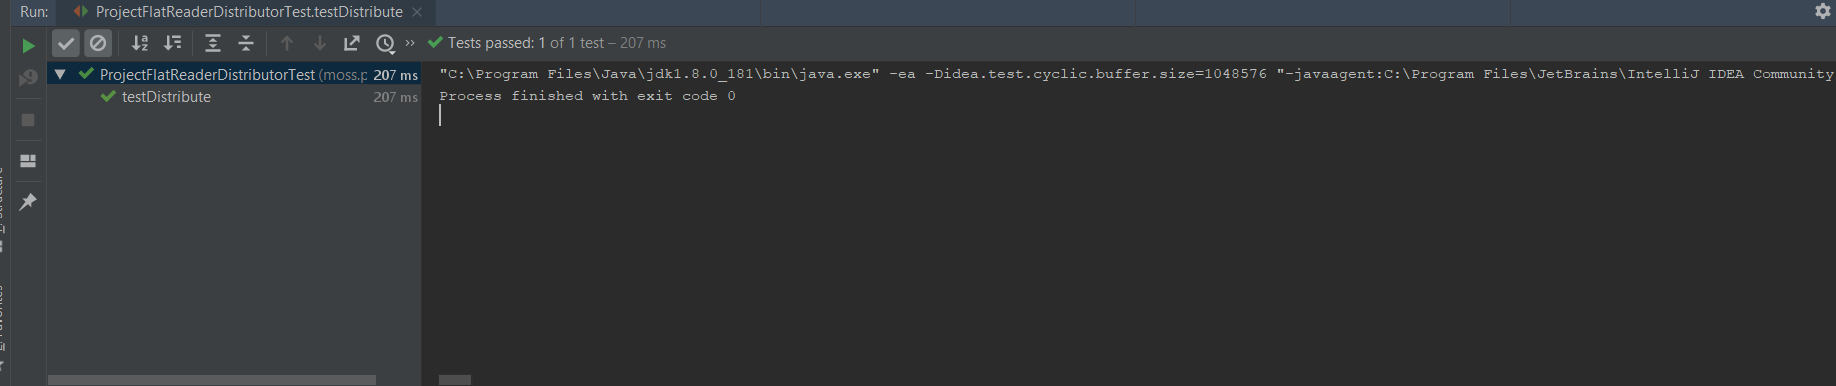 Run: ProjectFlatReaderDistributorTest.testDistribute
Tests passed: 1 of 1 test – 207 ms
ProjectFlatReaderDistributorTest (moss.p 207 ms
testDistribute 207 ms
"C:\Program Files\Java\jdk1.8.0_181\bin\java.exe" -ea -Didea.test.cyclic.buffer.size=1048576 "-javaagent:C:\Program Files\JetBrains\IntelliJ IDEA Community
Process finished with exit code 0